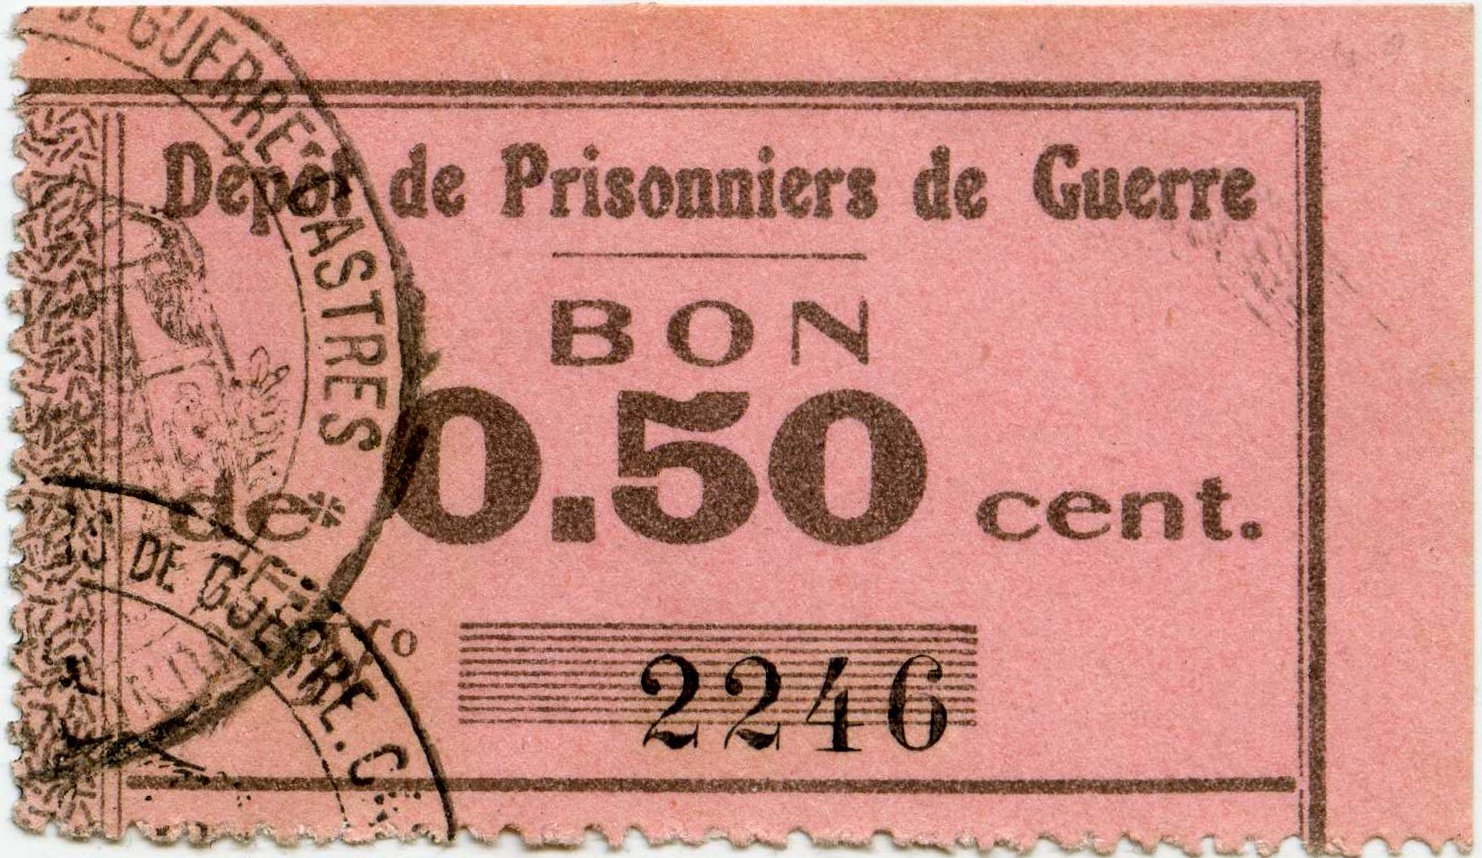 DE GUERRE CASTRES
Dépôt de Prisonniers de Guerre
BON
de 0.50 cent.
DE GUERRE. C
2246